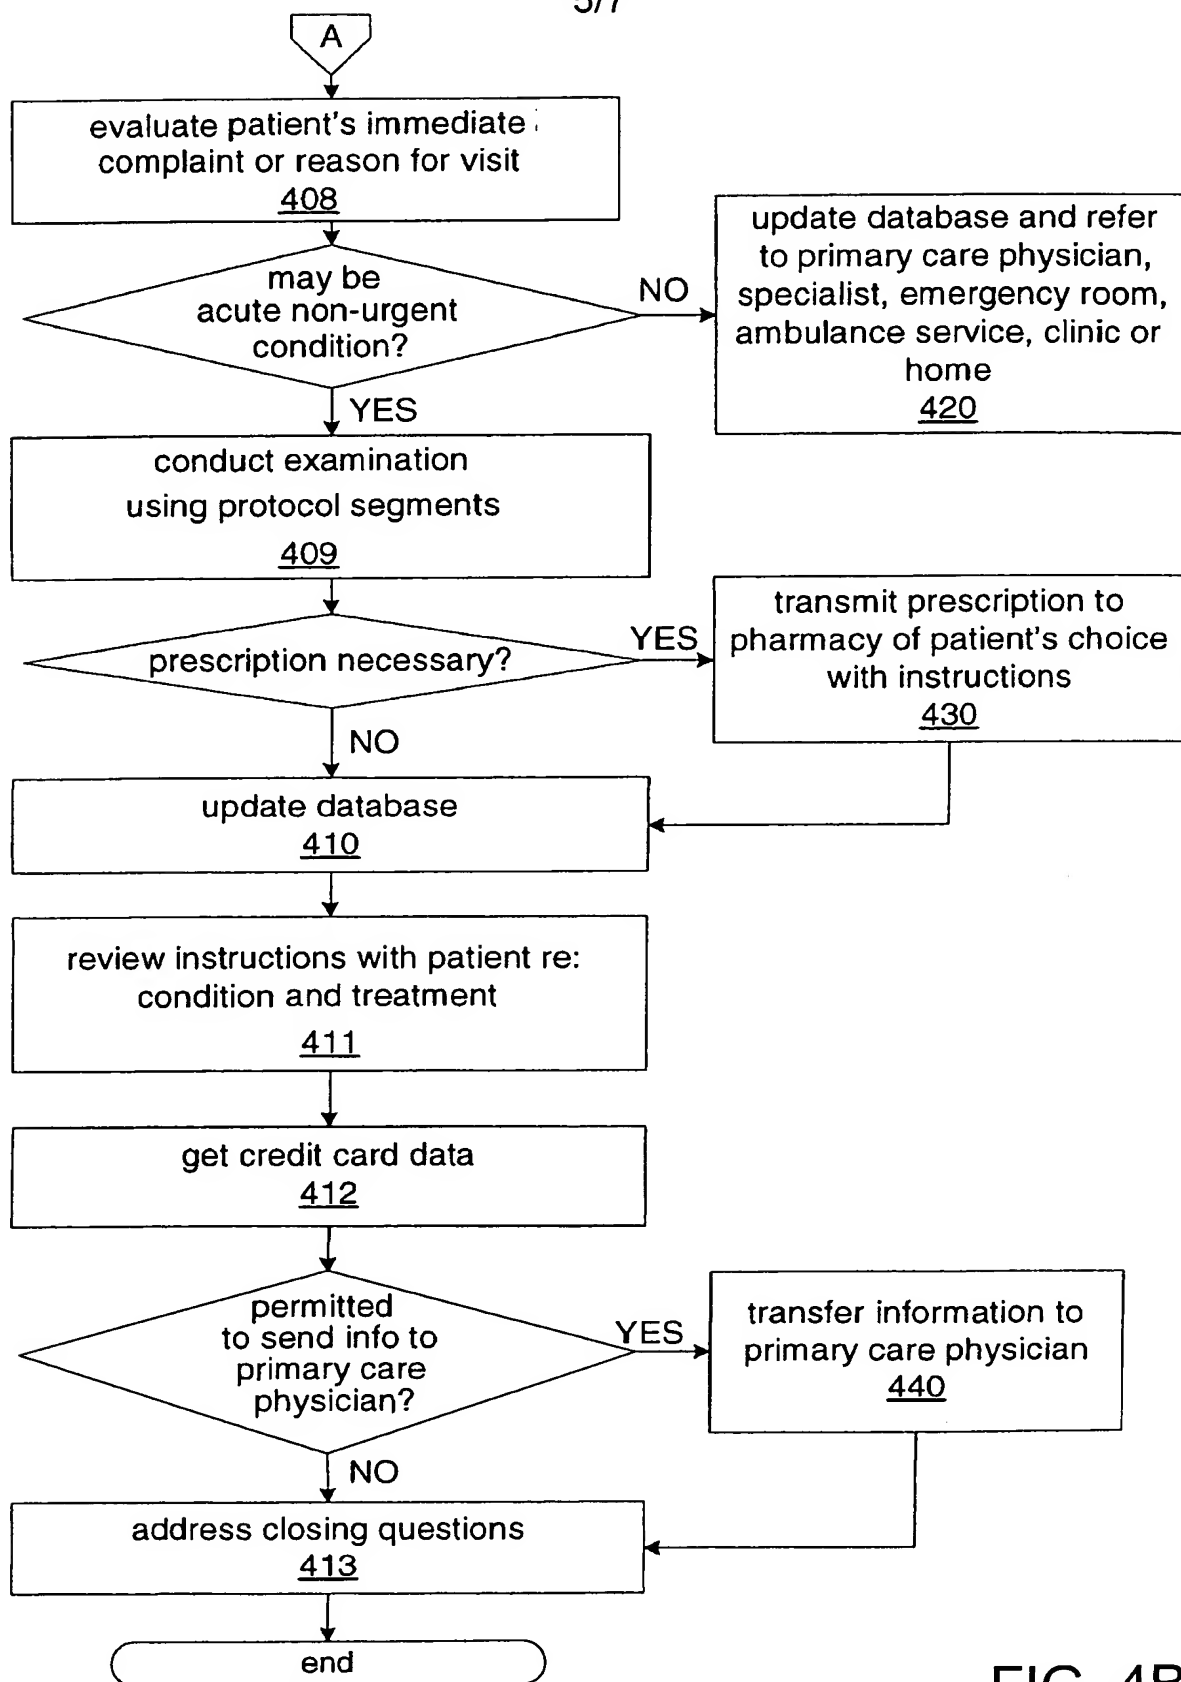 5/7
A
evaluate patient's immediate
complaint or reason for visit
408
may be
acute non-urgent
condition?
NO
update database and refer
to primary care physician,
specialist, emergency room,
ambulance service, clinic or
home
420
YES
conduct examination
using protocol segments
409
prescription necessary?
YES
transmit prescription to
pharmacy of patient's choice
with instructions
430
NO
update database
410
review instructions with patient re:
condition and treatment
411
get credit card data
412
permitted
to send info to
primary care
physician?
YES
transfer information to
primary care physician
440
NO
address closing questions
413
end
FIG. 4B